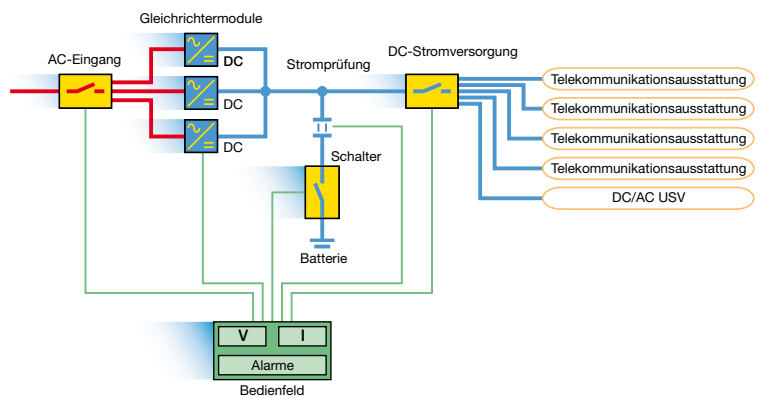 Gleichrichtermodule
AC-Eingang
DC
Stromprüfung
DC-Stromversorgung
DC
DC
Telekommunikationsausstattung
Telekommunikationsausstattung
Telekommunikationsausstattung
Telekommunikationsausstattung
DC/AC USV
Schalter
Batterie
V
I
Alarme
Bedienfeld